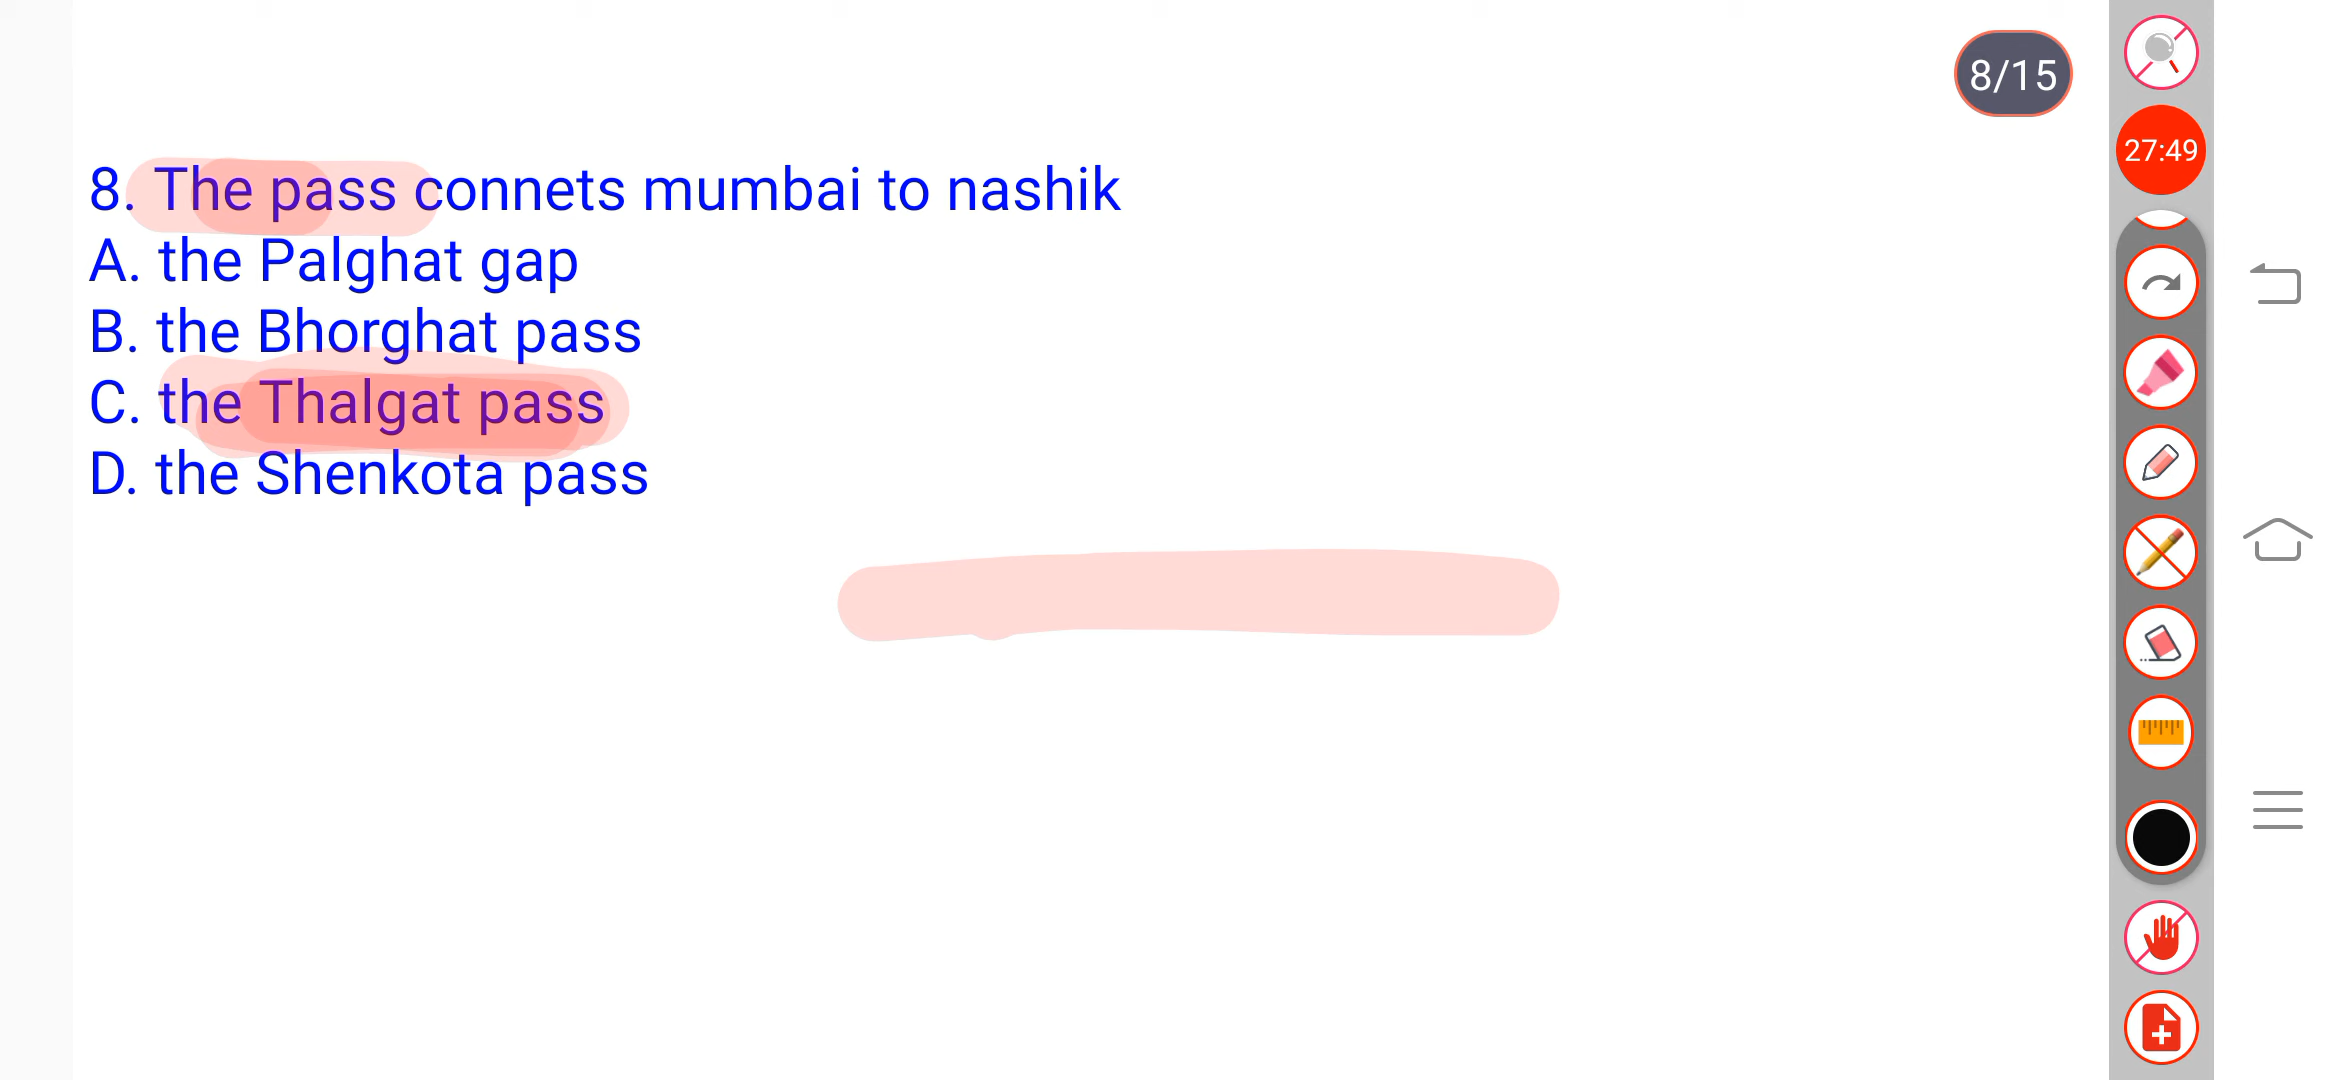 8/15
27:49
8. The pass connets mumbai to nashik
A. the Palghat gap
B. the Bhorghat pass
C. the Thalgat pass
D. the Shenkota pass